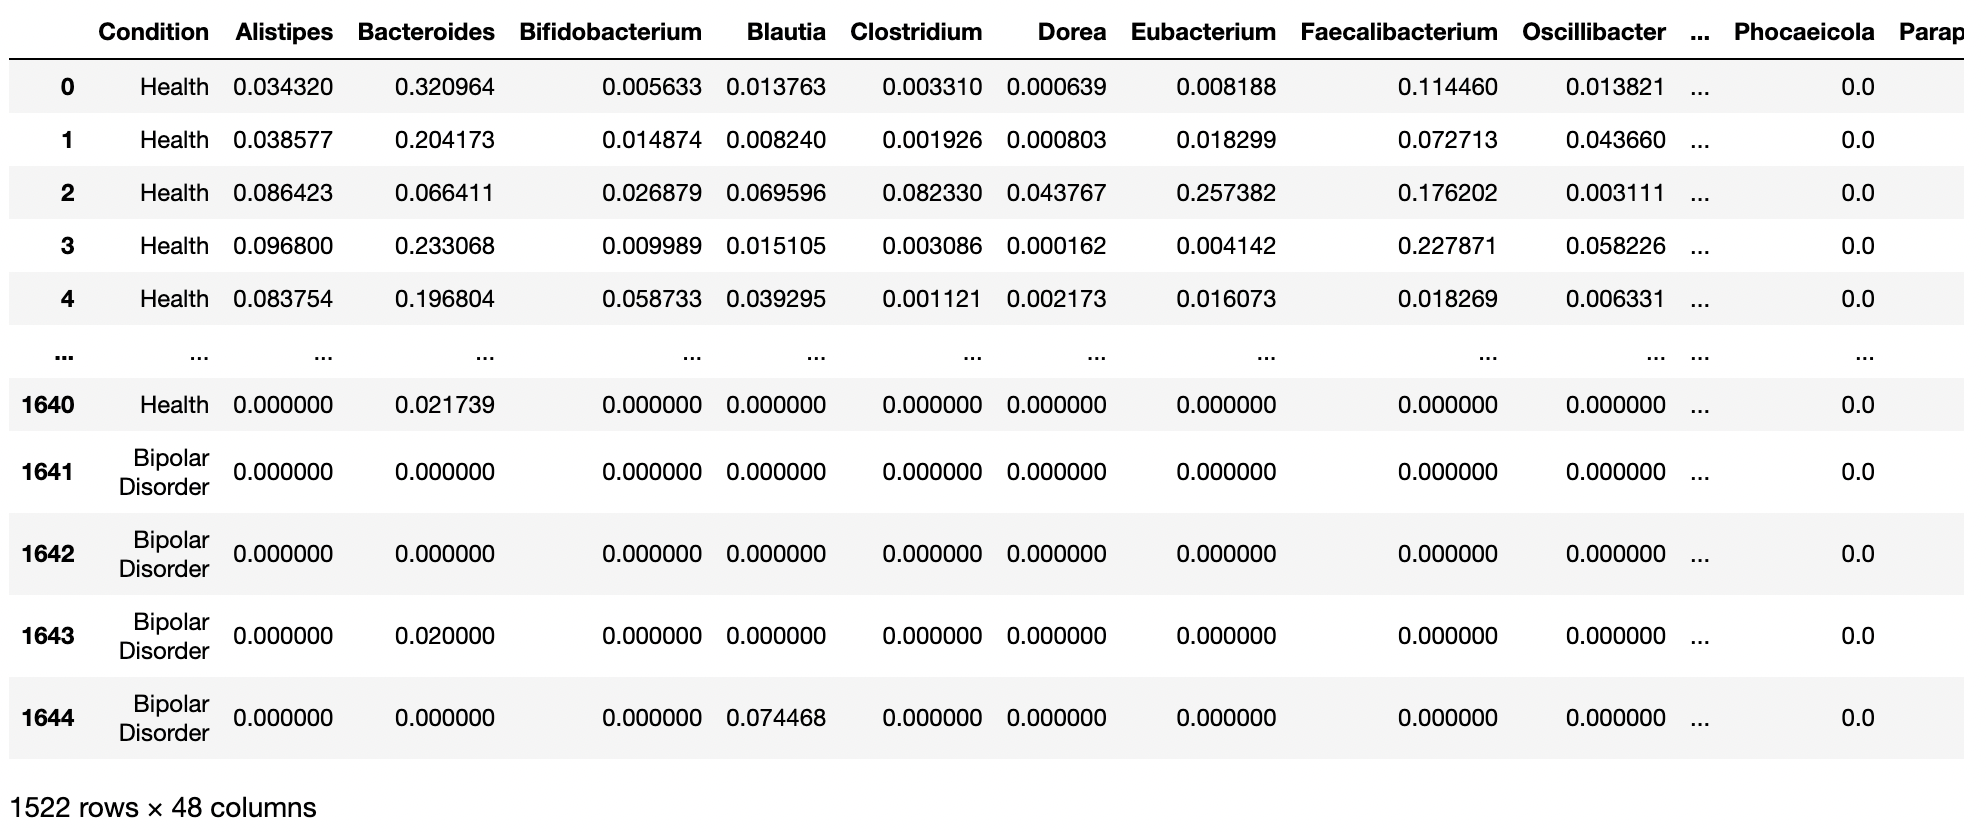 Condition Alistipes Bacteroides Bifidobacterium Blautia Clostridium Dorea Eubacterium Faecalibacterium Oscillibacter ... Phocaeicola Parap
0 Health 0.034320 0.320964 0.005633 0.013763 0.003310 0.000639 0.008188 0.114460 0.013821 ... 0.0
1 Health 0.038577 0.204173 0.014874 0.008240 0.001926 0.000803 0.018299 0.072713 0.043660 ... 0.0
2 Health 0.086423 0.066411 0.026879 0.069596 0.082330 0.043767 0.257382 0.176202 0.003111 ... 0.0
3 Health 0.096800 0.233068 0.009989 0.015105 0.003086 0.000162 0.004142 0.227871 0.058226 ... 0.0
4 Health 0.083754 0.196804 0.058733 0.039295 0.001121 0.002173 0.016073 0.018269 0.006331 ... 0.0
... ... ... ... ... ... ... ... ... ... ... ... ...
1640 Health 0.000000 0.021739 0.000000 0.000000 0.000000 0.000000 0.000000 0.000000 0.000000 ... 0.0
1641 Bipolar Disorder 0.000000 0.000000 0.000000 0.000000 0.000000 0.000000 0.000000 0.000000 0.000000 ... 0.0
1642 Bipolar Disorder 0.000000 0.000000 0.000000 0.000000 0.000000 0.000000 0.000000 0.000000 0.000000 ... 0.0
1643 Bipolar Disorder 0.000000 0.020000 0.000000 0.000000 0.000000 0.000000 0.000000 0.000000 0.000000 ... 0.0
1644 Bipolar Disorder 0.000000 0.000000 0.000000 0.074468 0.000000 0.000000 0.000000 0.000000 0.000000 ... 0.0
1522 rows × 48 columns